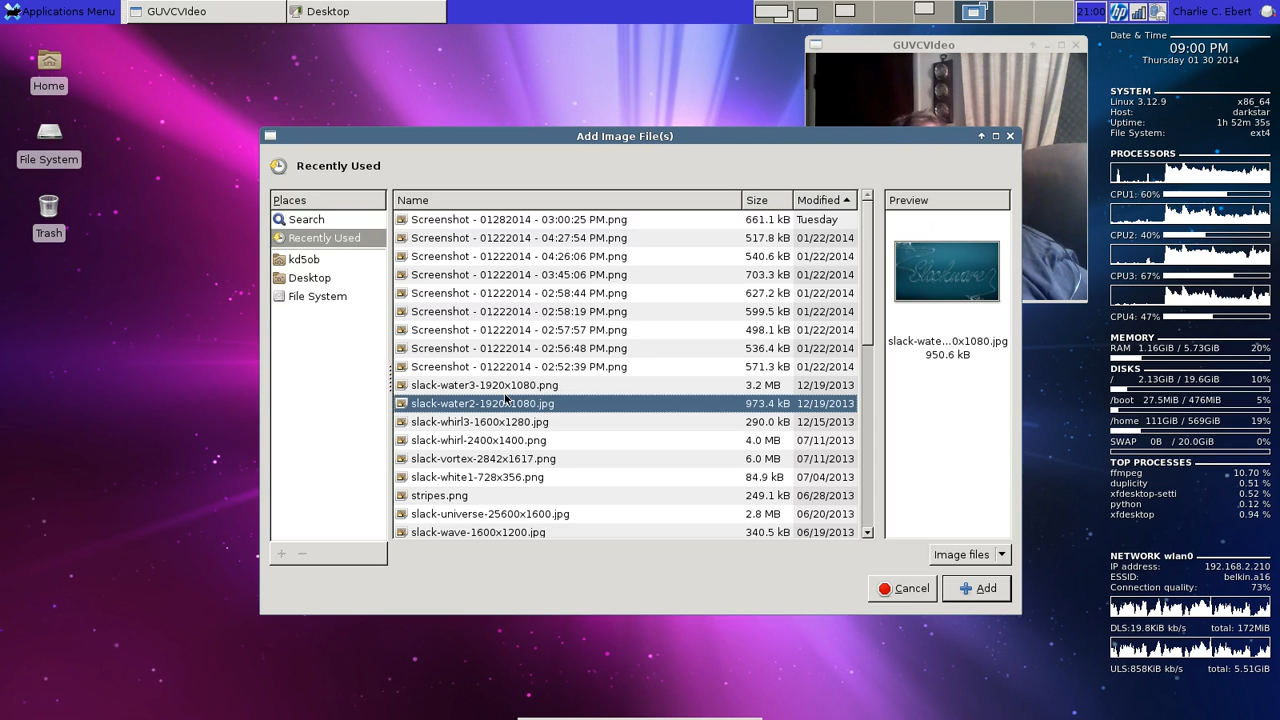 Applications Menu
GUVCVIdeo
Desktop
21:00
Charlie C. Ebert
Home
File System
Trash
GUVCVIdeo
Add Image File(s)
Recently Used
Places
Search
Recently Used
kd5ob
Desktop
File System
Name Size Modified
Screenshot - 01282014 - 03:00:25 PM.png 661.1 kB Tuesday
Screenshot - 01222014 - 04:27:54 PM.png 517.8 kB 01/22/2014
Screenshot - 01222014 - 04:26:06 PM.png 540.6 kB 01/22/2014
Screenshot - 01222014 - 03:45:06 PM.png 703.3 kB 01/22/2014
Screenshot - 01222014 - 02:58:44 PM.png 627.2 kB 01/22/2014
Screenshot - 01222014 - 02:58:19 PM.png 599.5 kB 01/22/2014
Screenshot - 01222014 - 02:57:57 PM.png 498.1 kB 01/22/2014
Screenshot - 01222014 - 02:56:48 PM.png 536.4 kB 01/22/2014
Screenshot - 01222014 - 02:52:39 PM.png 571.3 kB 01/22/2014
slack-water3-1920x1080.png 3.2 MB 12/19/2013
slack-water2-1920x1080.jpg 973.4 kB 12/19/2013
slack-whirl3-1600x1280.jpg 290.0 kB 12/15/2013
slack-whirl-2400x1400.png 4.0 MB 07/11/2013
slack-vortex-2842x1617.png 6.0 MB 07/11/2013
slack-white1-728x356.png 84.9 kB 07/04/2013
stripes.png 249.1 kB 06/28/2013
slack-universe-25600x1600.jpg 2.8 MB 06/20/2013
slack-wave-1600x1200.jpg 340.5 kB 06/19/2013
Preview
slack-wate...0x1080.jpg
950.6 kB
Image files
Cancel
Add
Date & Time
09:00 PM
Thursday 01 30 2014
SYSTEM
Linux 3.12.9 x86_64
Host: darkstar
Uptime: 1h 52m 35s
File System: ext4
PROCESSORS
CPU1: 60%
CPU2: 40%
CPU3: 67%
CPU4: 47%
MEMORY
RAM 1.16GiB / 5.73GiB 20%
DISKS
/ 2.13GiB / 19.6GiB 10%
/boot 27.5MiB / 476MiB 5%
/home 111GiB / 569GiB 19%
SWAP 0B / 20.0GiB 0%
TOP PROCESSES
ffmpeg 10.70 %
duplicity 0.51 %
xfdesktop-setti 0.52 %
python 0.12 %
xfdesktop 0.94 %
NETWORK wlan0
IP address: 192.168.2.210
ESSID: belkin.a16
Connection quality: 73%
DLS:19.8KiB kb/s total: 172MiB
ULS:858KiB kb/s total: 5.51GiB